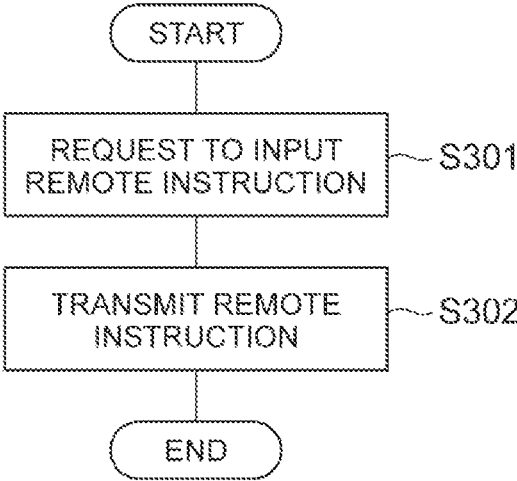 START
REQUEST TO INPUT
REMOTE INSTRUCTION
S301
TRANSMIT REMOTE
INSTRUCTION
S302
END